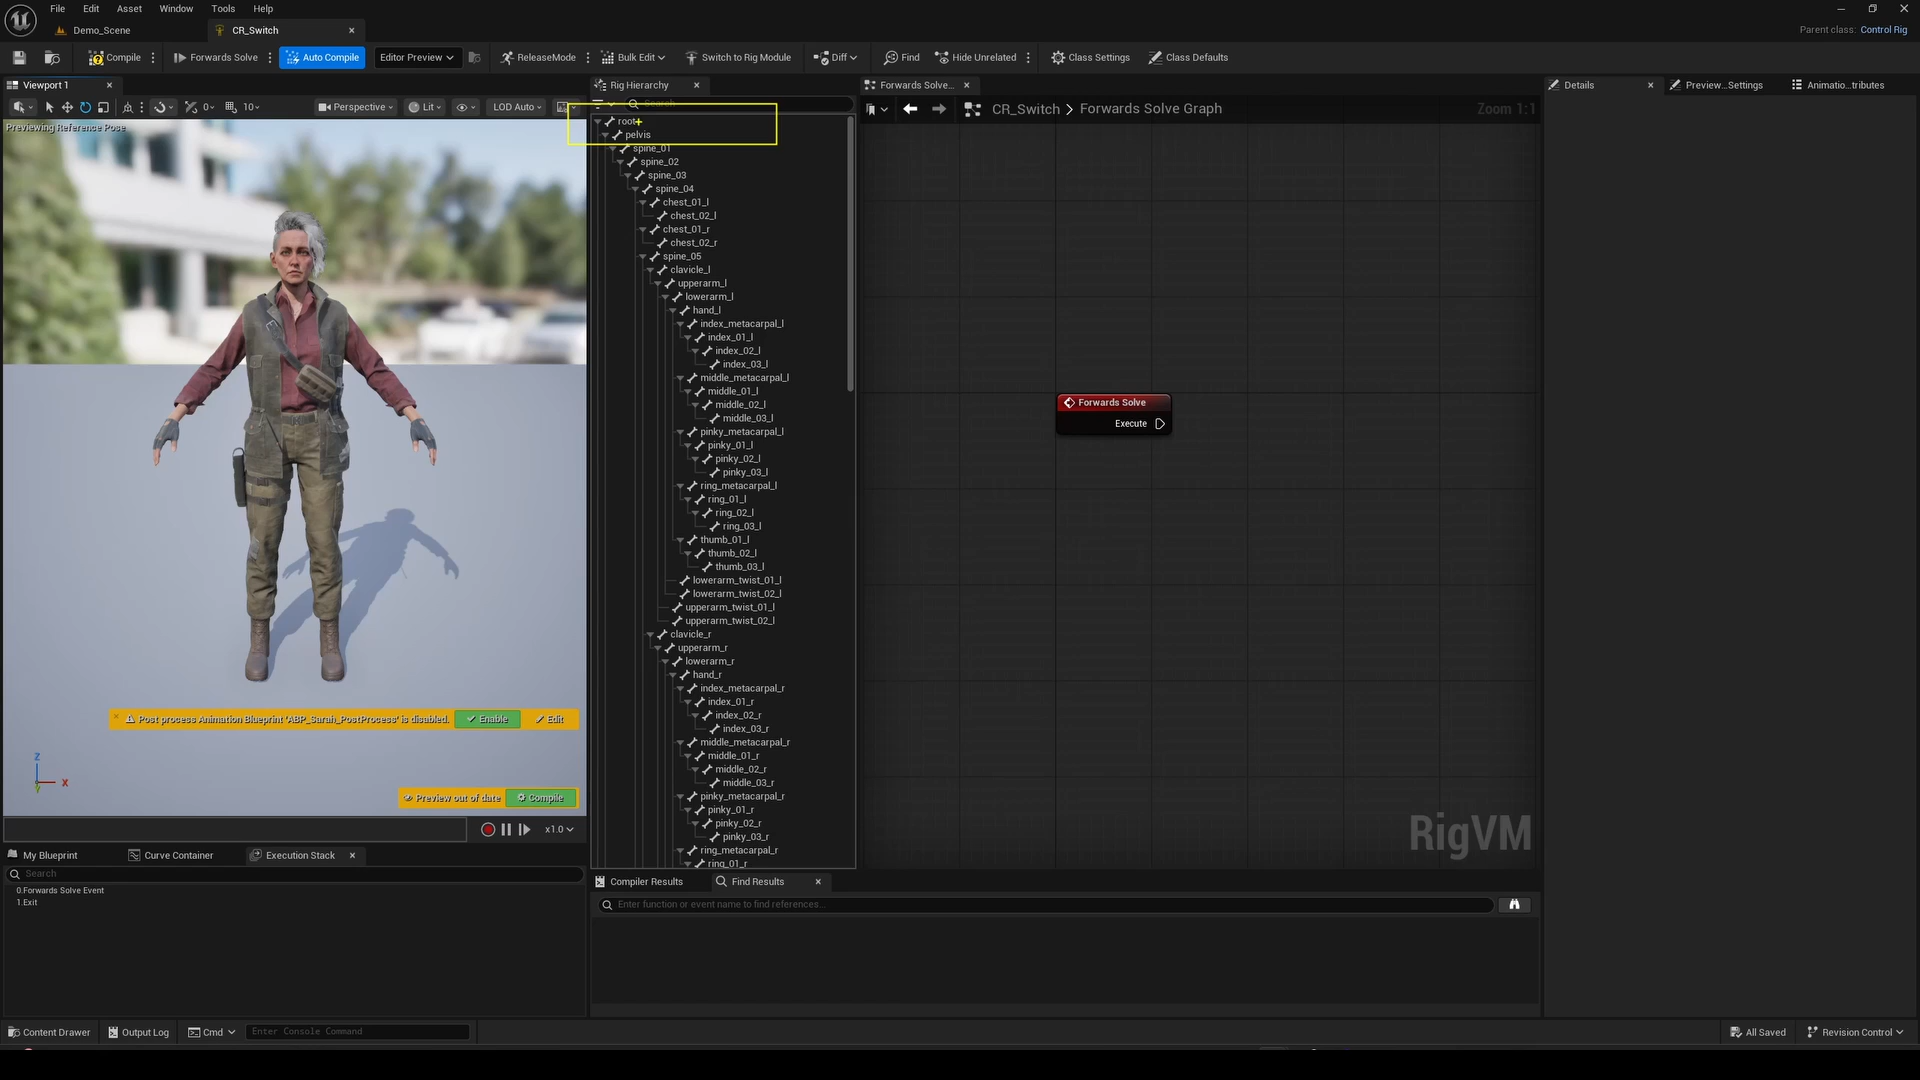 File Edit Asset Window Tools Help
Demo_Scene
CR_Switch
Parent class: Control Rig
Compile
Forwards Solve
Auto Compile
Editor Preview
ReleaseMode
Bulk Edit
Switch to Rig Module
Diff
Find
Hide Unrelated
Class Settings
Class Defaults
Viewport 1
Rig Hierarchy
Forwards Solve...
Details
Preview...Settings
Animatio...tributes
0
10
Perspective
Lit
LOD Auto
Search
CR_Switch > Forwards Solve Graph
Zoom 1:1
Previewing Reference Pose
root
pelvis
spine_01
spine_02
spine_03
spine_04
chest_01_l
chest_02_l
chest_01_r
chest_02_r
spine_05
clavicle_l
upperarm_l
lowerarm_l
hand_l
index_metacarpal_l
index_01_l
index_02_l
index_03_l
middle_metacarpal_l
middle_01_l
middle_02_l
middle_03_l
pinky_metacarpal_l
pinky_01_l
pinky_02_l
pinky_03_l
ring_metacarpal_l
ring_01_l
ring_02_l
ring_03_l
thumb_01_l
thumb_02_l
thumb_03_l
lowerarm_twist_01_l
lowerarm_twist_02_l
upperarm_twist_01_l
upperarm_twist_02_l
clavicle_r
upperarm_r
lowerarm_r
hand_r
index_metacarpal_r
index_01_r
index_02_r
index_03_r
middle_metacarpal_r
middle_01_r
middle_02_r
middle_03_r
pinky_metacarpal_r
pinky_01_r
pinky_02_r
pinky_03_r
ring_metacarpal_r
ring_01_r
Forwards Solve
Execute
RigVM
Post process Animation Blueprint 'ABP_Sarah_PostProcess' is disabled.
Enable
Edit
Z
X
Y
Preview out of date
Compile
x1.0
My Blueprint
Curve Container
Execution Stack
Search
0.Forwards Solve Event
1.Exit
Compiler Results
Find Results
Enter function or event name to find references...
Content Drawer
Output Log
Cmd
Enter Console Command
All Saved
Revision Control